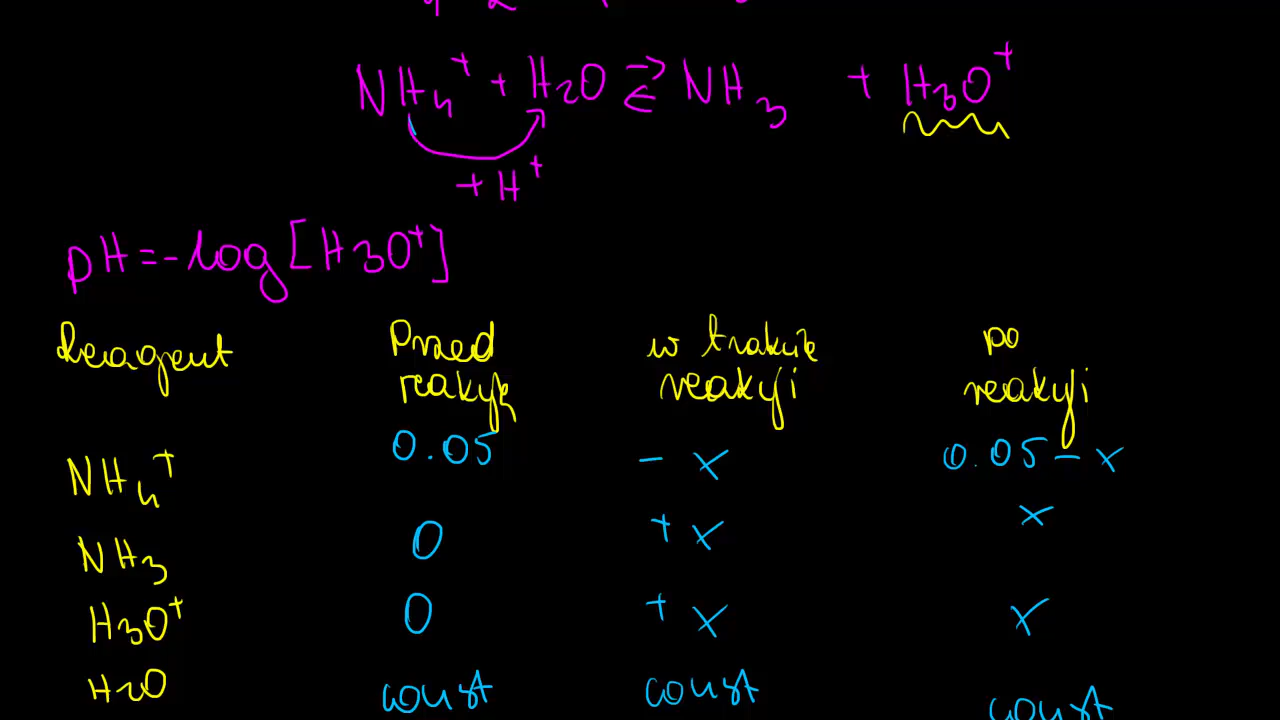 NH4+ + H2O ⇄ NH3 + H3O+
+H+
pH = -log[H3O+]
Reagent Przed reakcją w trakcie reakcji po reakcji
NH4+ 0.05 - x 0.05 - x
NH3 0 + x x
H3O+ 0 + x x
H2O const const const